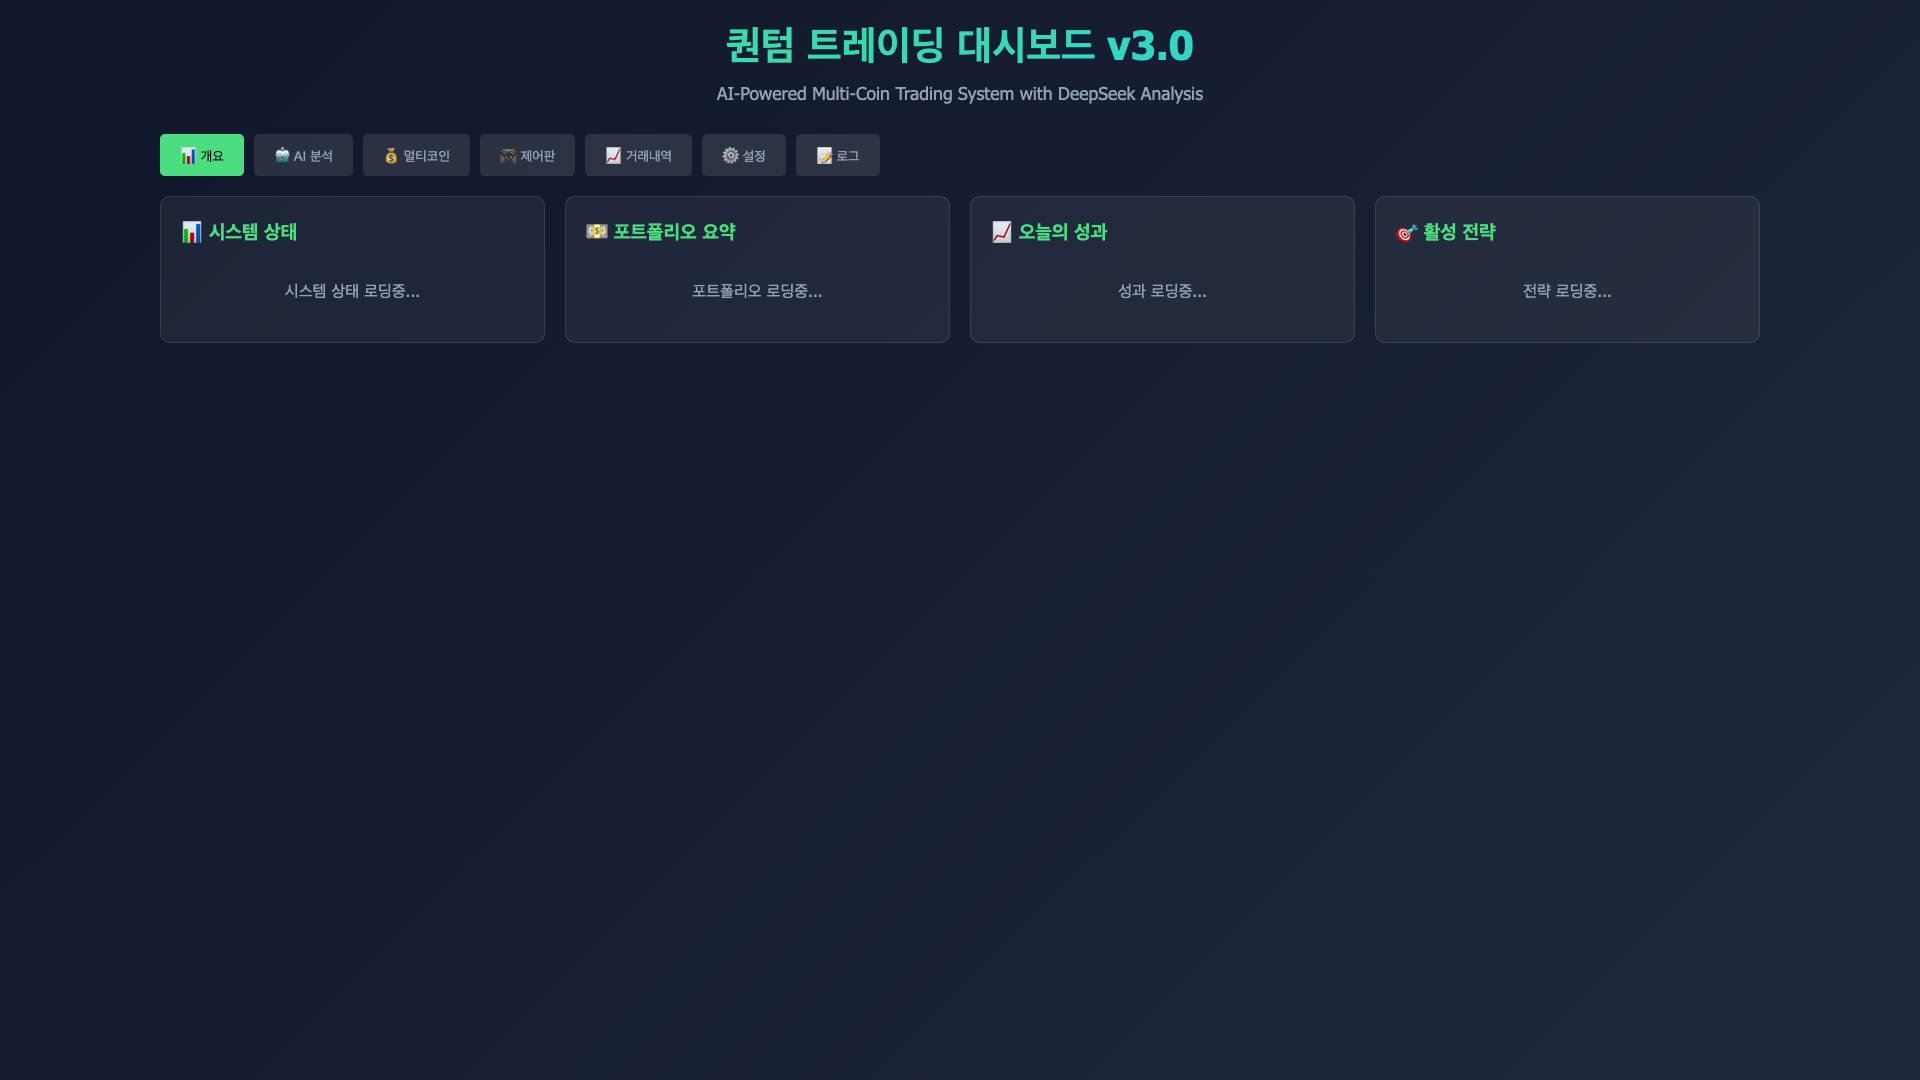 퀀텀 트레이딩 대시보드 v3.0
AI-Powered Multi-Coin Trading System with DeepSeek Analysis
개요
AI 분석
멀티코인
제어판
거래내역
설정
로그
시스템 상태
시스템 상태 로딩중...
포트폴리오 요약
포트폴리오 로딩중...
오늘의 성과
성과 로딩중...
활성 전략
전략 로딩중...